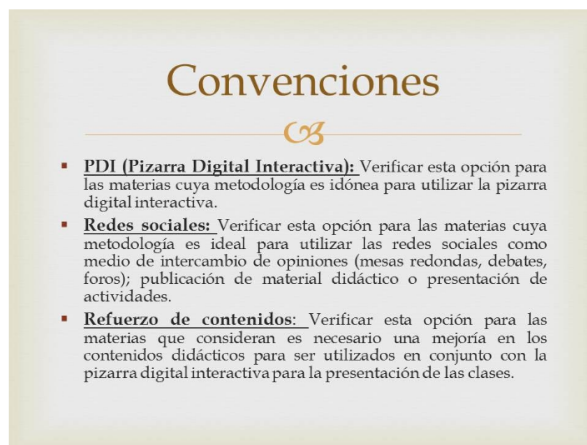 Convenciones
▪ PDI (Pizarra Digital Interactiva): Verificar esta opción para
las materias cuya metodología es idónea para utilizar la pizarra
digital interactiva.
▪ Redes sociales: Verificar esta opción para las materias cuya
metodología es ideal para utilizar las redes sociales como
medio de intercambio de opiniones (mesas redondas, debates,
foros); publicación de material didáctico o presentación de
actividades.
▪ Refuerzo de contenidos: Verificar esta opción para las
materias que consideran es necesario una mejoría en los
contenidos didácticos para ser utilizados en conjunto con la
pizarra digital interactiva para la presentación de las clases.